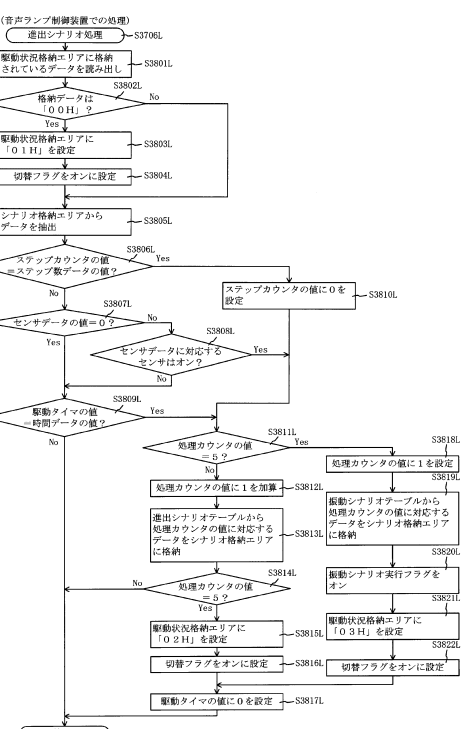 (音声ランプ制御装置での処理)
進出シナリオ処理
S3706L
駆動状況格納エリアに格納
されているデータを読み出し
S3801L
S3802L
格納データは
「00H」?
No
Yes
駆動状況格納エリアに
「01H」を設定
S3803L
切替フラグをオンに設定
S3804L
シナリオ格納エリアから
データを抽出
S3805L
S3806L
ステップカウンタの値
=ステップ数データの値?
Yes
No
ステップカウンタの値に0を
設定
S3810L
S3807L
センサデータの値=0?
No
Yes
S3808L
センサデータに対応する
センサはオン?
Yes
No
S3809L
駆動タイマの値
=時間データの値?
Yes
No
S3811L
処理カウンタの値
=5?
Yes
No
処理カウンタの値に1を加算
S3812L
進出シナリオテーブルから
処理カウンタの値に対応する
データをシナリオ格納エリア
に格納
S3813L
S3814L
処理カウンタの値
=5?
No
Yes
駆動状況格納エリアに
「02H」を設定
S3815L
切替フラグをオンに設定
S3816L
駆動タイマの値に0を設定
S3817L
S3818L
処理カウンタの値に1を設定
S3819L
振動シナリオテーブルから
処理カウンタの値に対応する
データをシナリオ格納エリア
に格納
S3820L
振動シナリオ実行フラグを
オン
S3821L
駆動状況格納エリアに
「03H」を設定
S3822L
切替フラグをオンに設定